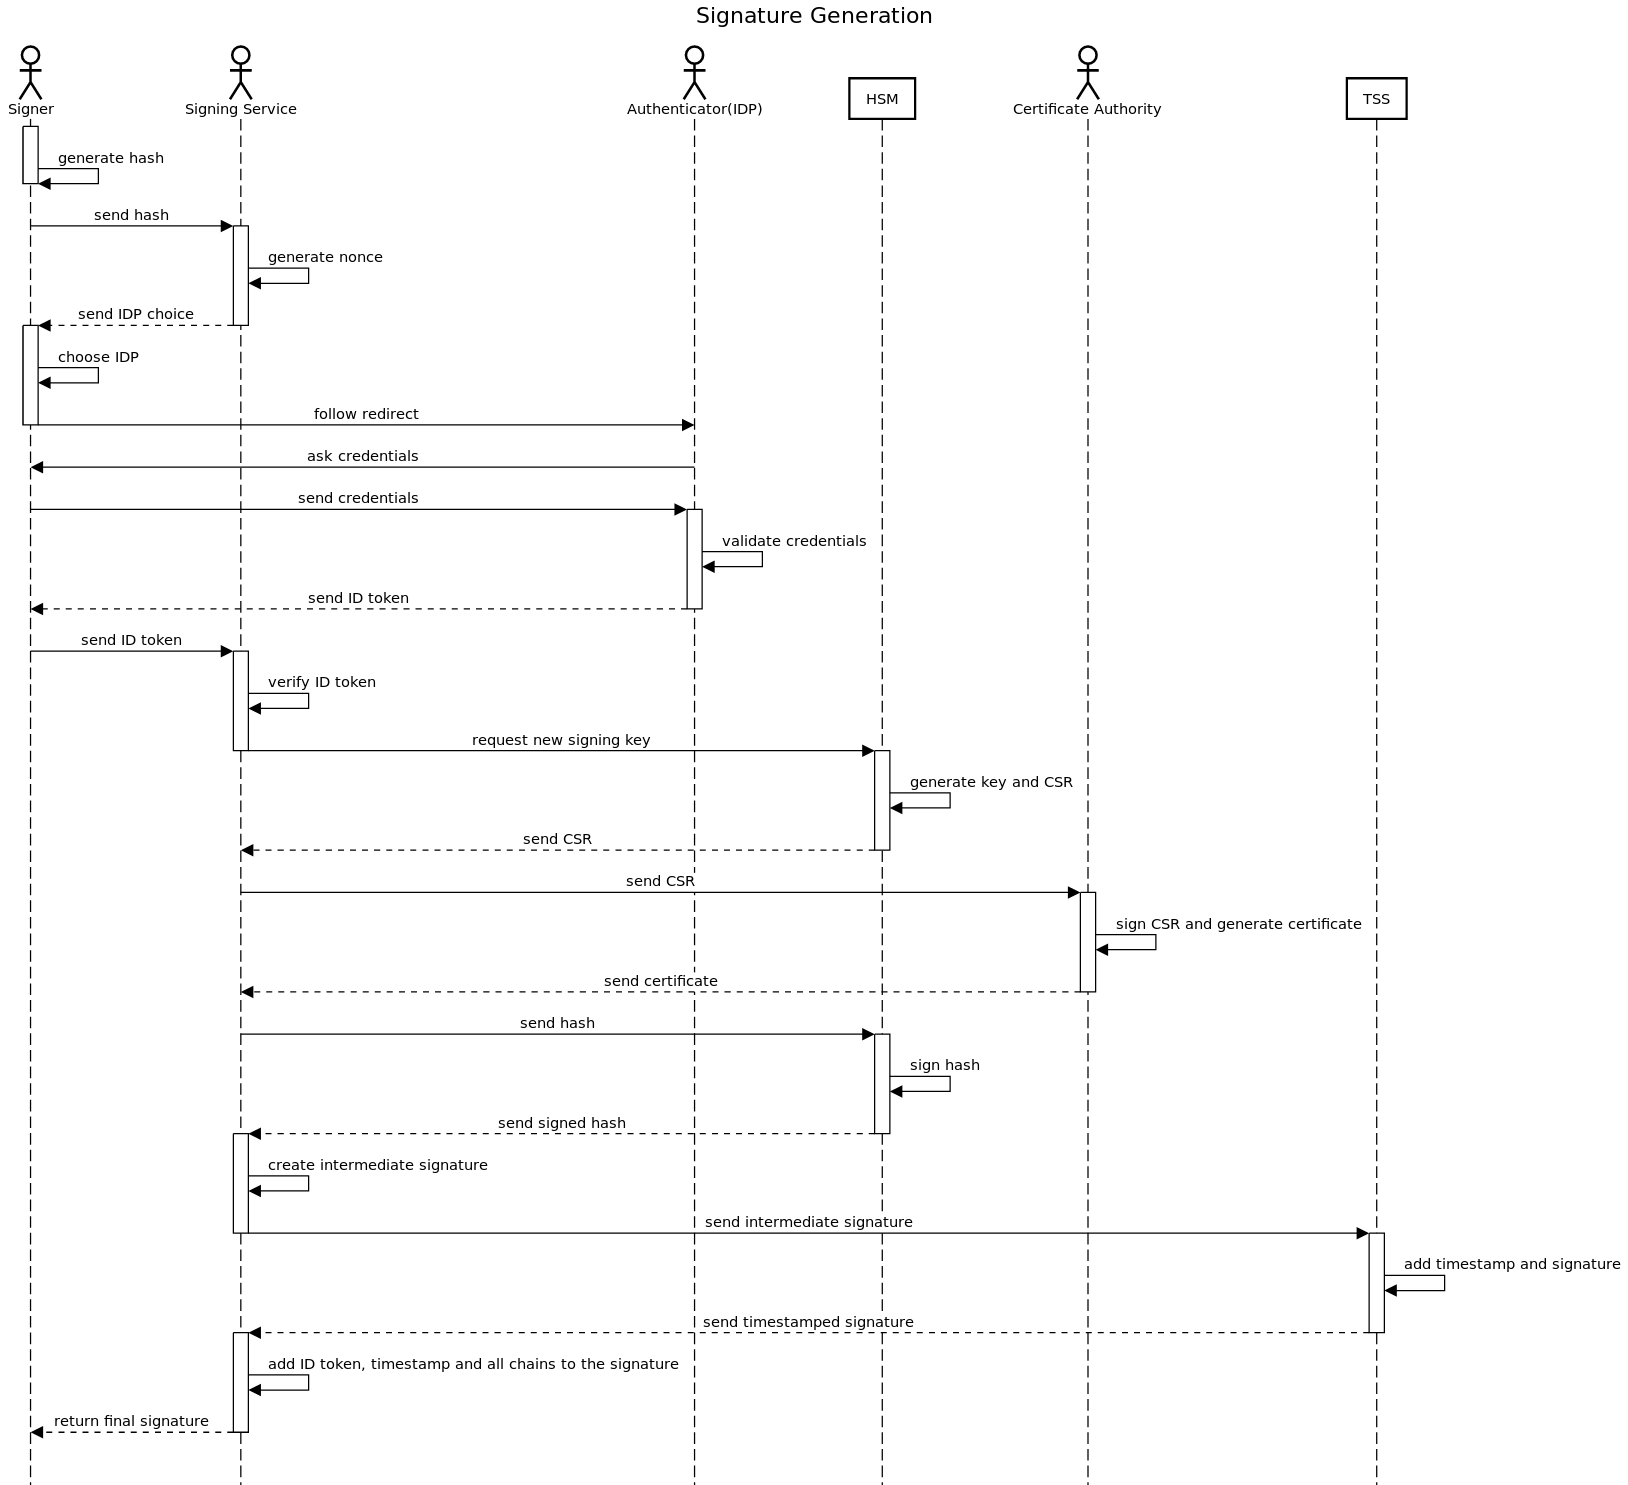 Signature Generation
Signer
Signing Service
Authenticator(IDP)
HSM
Certificate Authority
TSS
generate hash
send hash
generate nonce
send IDP choice
choose IDP
follow redirect
ask credentials
send credentials
validate credentials
send ID token
send ID token
verify ID token
request new signing key
generate key and CSR
send CSR
send CSR
sign CSR and generate certificate
send certificate
send hash
sign hash
send signed hash
create intermediate signature
send intermediate signature
add timestamp and signature
send timestamped signature
add ID token, timestamp and all chains to the signature
return final signature